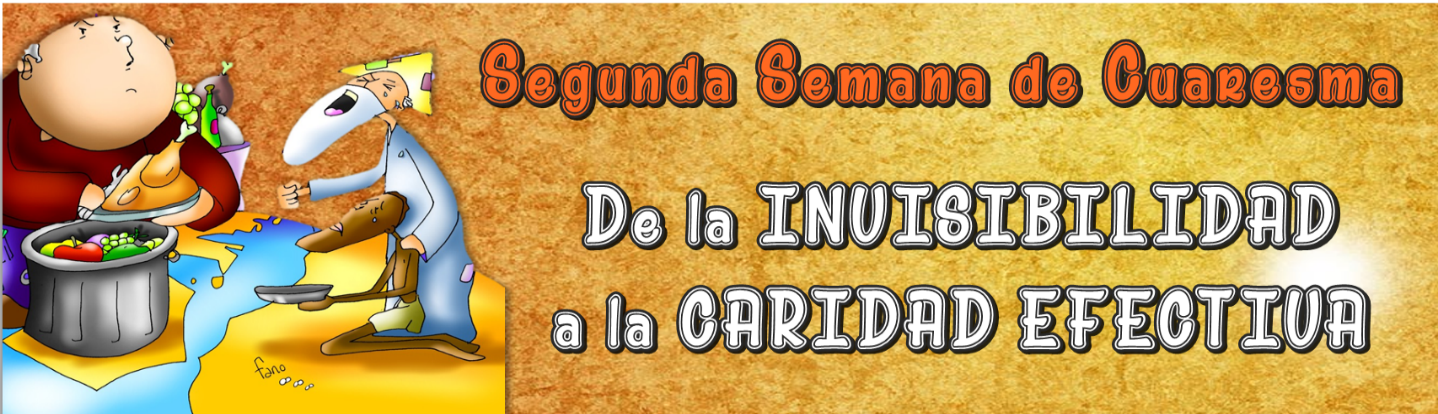 Segunda Semana de Cuaresma
De la INVISIBILIDAD
a la CARIDAD EFECTIVA
fano